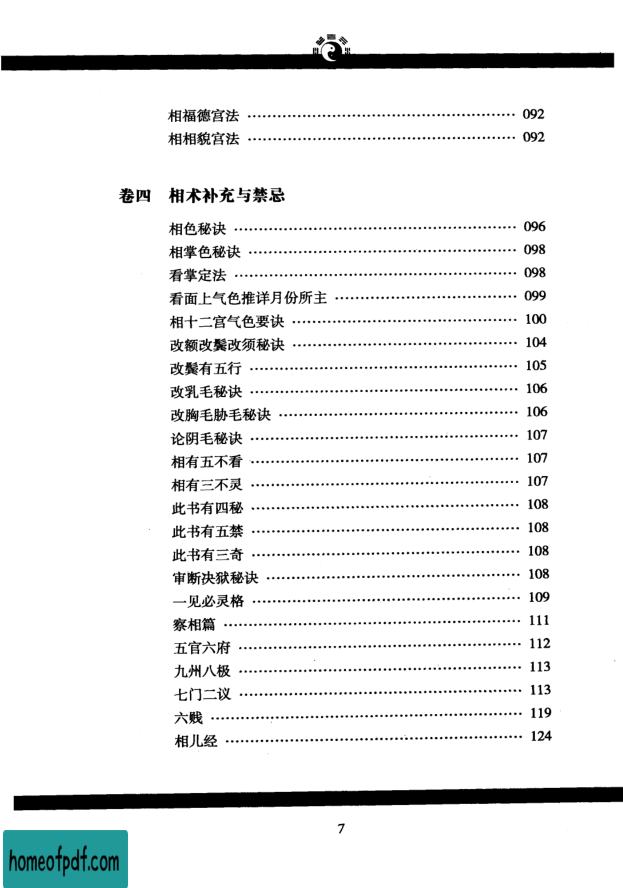 相福德宫法 ………………………………………… 092
相相貌宫法 ………………………………………… 092
卷四 相术补充与禁忌
相色秘诀 ………………………………………… 096
相掌色秘诀 ………………………………………… 098
看掌定法 ………………………………………… 098
看面上气色推详月份所主 ………………………………………… 099
相十二宫气色要诀 ………………………………………… 100
改额改鬓改须秘诀 ………………………………………… 104
改鬓有五行 ………………………………………… 105
改乳毛秘诀 ………………………………………… 106
改胸毛胁毛秘诀 ………………………………………… 106
论阴毛秘诀 ………………………………………… 107
相有五不看 ………………………………………… 107
相有三不灵 ………………………………………… 107
此书有四秘 ………………………………………… 108
此书有五禁 ………………………………………… 108
此书有三奇 ………………………………………… 108
审断决狱秘诀 ………………………………………… 108
一见必灵格 ………………………………………… 109
察相篇 ………………………………………… 111
五官六府 ………………………………………… 112
九州八极 ………………………………………… 113
七门二议 ………………………………………… 113
六贱 ………………………………………… 119
相儿经 ………………………………………… 124
7
homeofpdf.com